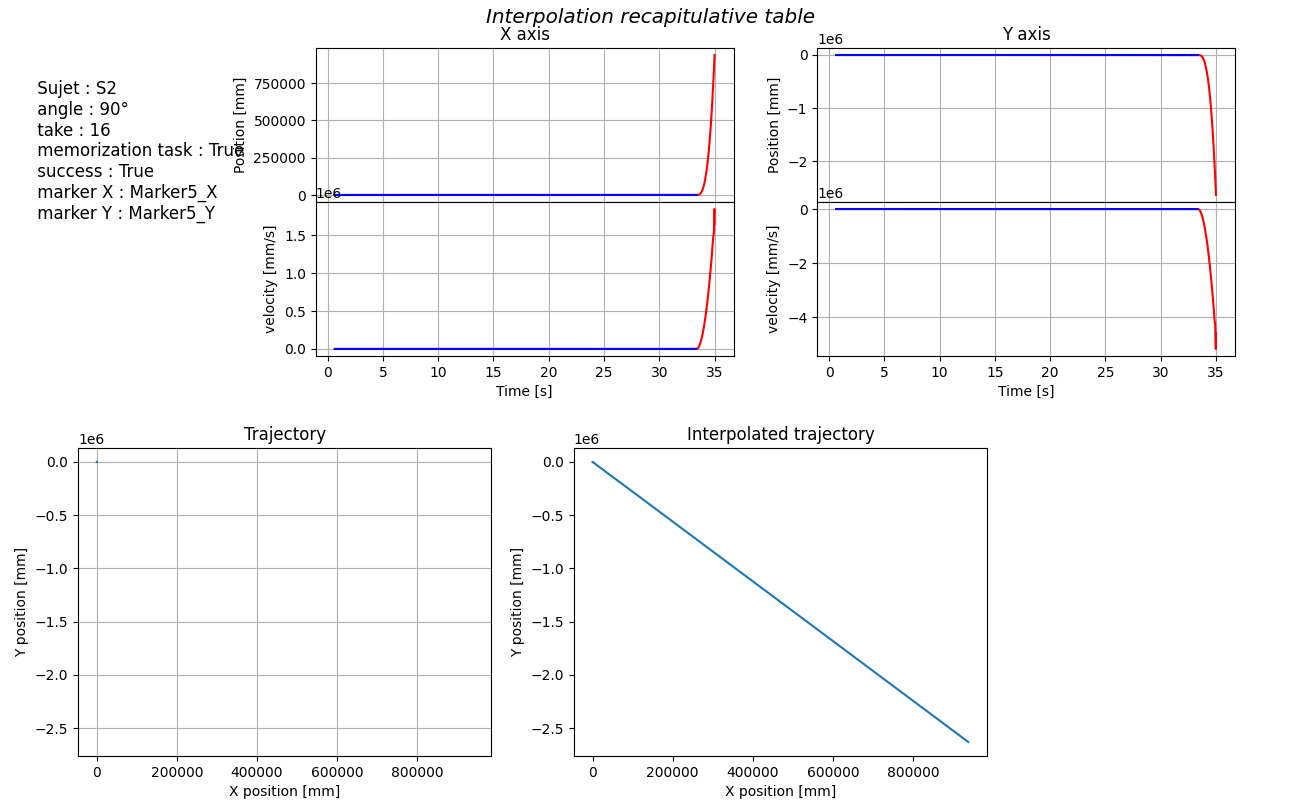 Interpolation recapitulative table
X axis
Y axis
Sujet : S2
angle : 90°
take : 16
memorization task : True
success : True
marker X : Marker5_X
marker Y : Marker5_Y
Position [mm]
750000
500000
250000
0
1e6
velocity [mm/s]
1.5
1.0
0.5
0.0
0 5 10 15 20 25 30 35
Time [s]
1e6
Position [mm]
0
−1
−2
1e6
velocity [mm/s]
0
−2
−4
0 5 10 15 20 25 30 35
Time [s]
Trajectory
1e6
Y position [mm]
0.0
−0.5
−1.0
−1.5
−2.0
−2.5
0 200000 400000 600000 800000
X position [mm]
Interpolated trajectory
1e6
Y position [mm]
0.0
−0.5
−1.0
−1.5
−2.0
−2.5
0 200000 400000 600000 800000
X position [mm]